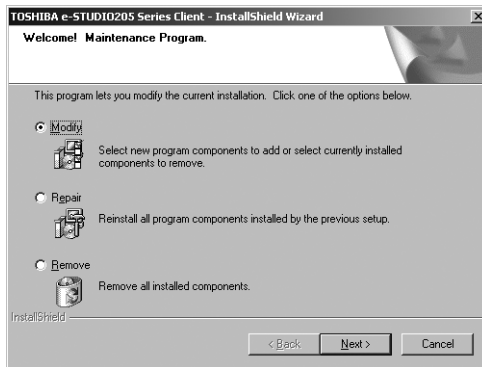 TOSHIBA e-STUDIO205 Series Client - InstallShield Wizard
Welcome! Maintenance Program.
This program lets you modify the current installation. Click one of the options below.
Modify
Select new program components to add or select currently installed
components to remove.
Repair
Reinstall all program components installed by the previous setup.
Remove
Remove all installed components.
InstallShield
< Back
Next >
Cancel